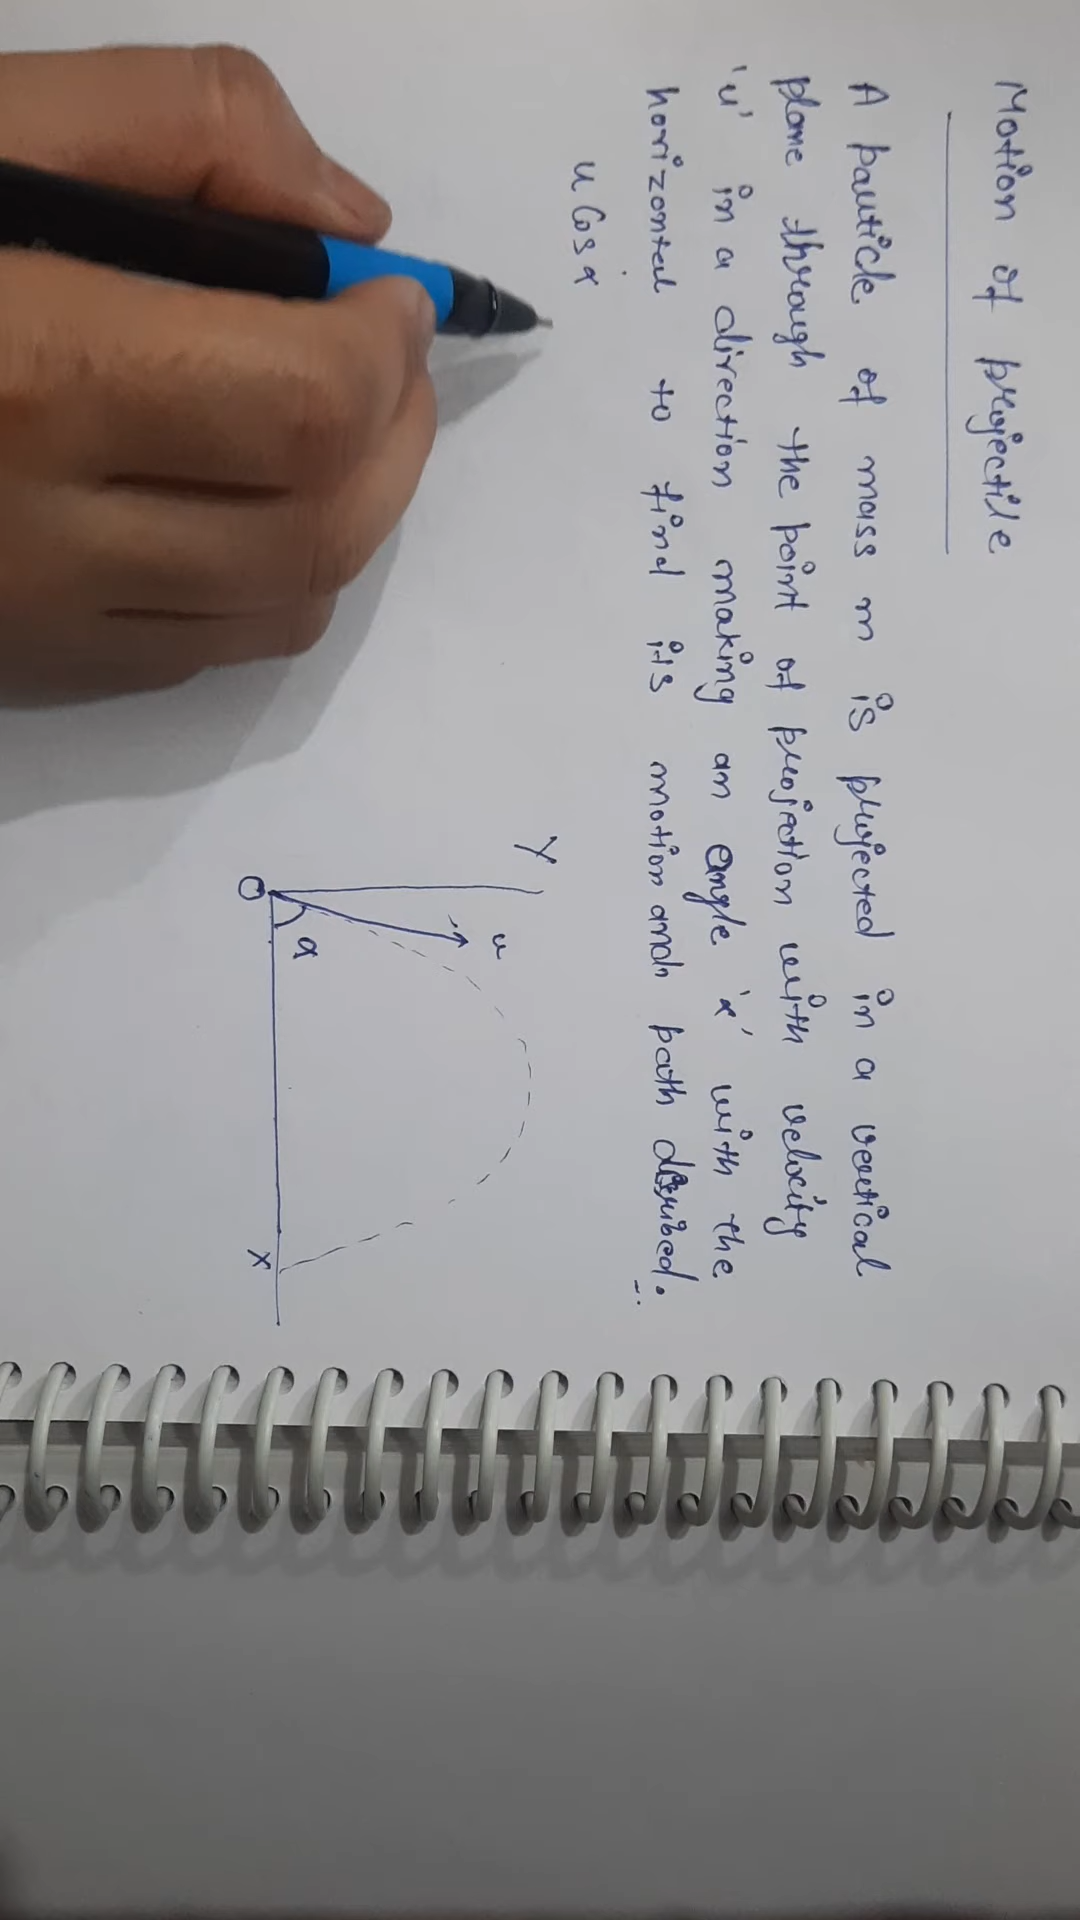 Motion of projectile
A particle of mass m is projected in a vertical
plane through the point of projection with velocity
'u' in a direction making an angle 'α' with the
horizontal to find its motion and path discribed.
u Cos α
Y
u
α
O
X